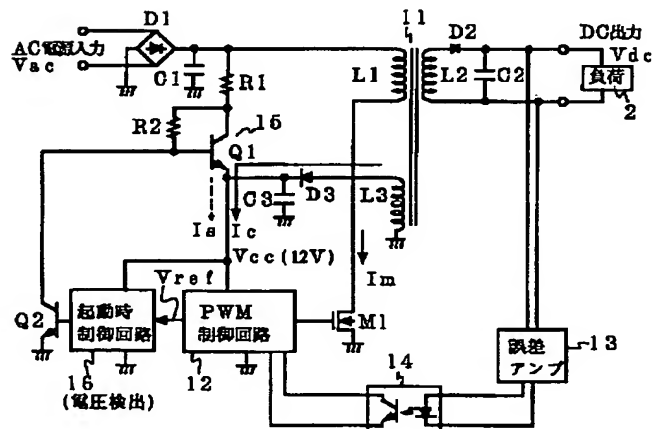 D1
I1
D2
DC出力
AC電源入力
Vac
Vdc
C1
R1
L1
L2
C2
負荷
2
R2
15
Q1
C3
D3
L3
Is
Ic
Vcc(12V)
Im
Vref
Q2
起動時
制御回路
PWM
制御回路
M1
16
(電圧検出)
12
14
誤差
アンプ
13